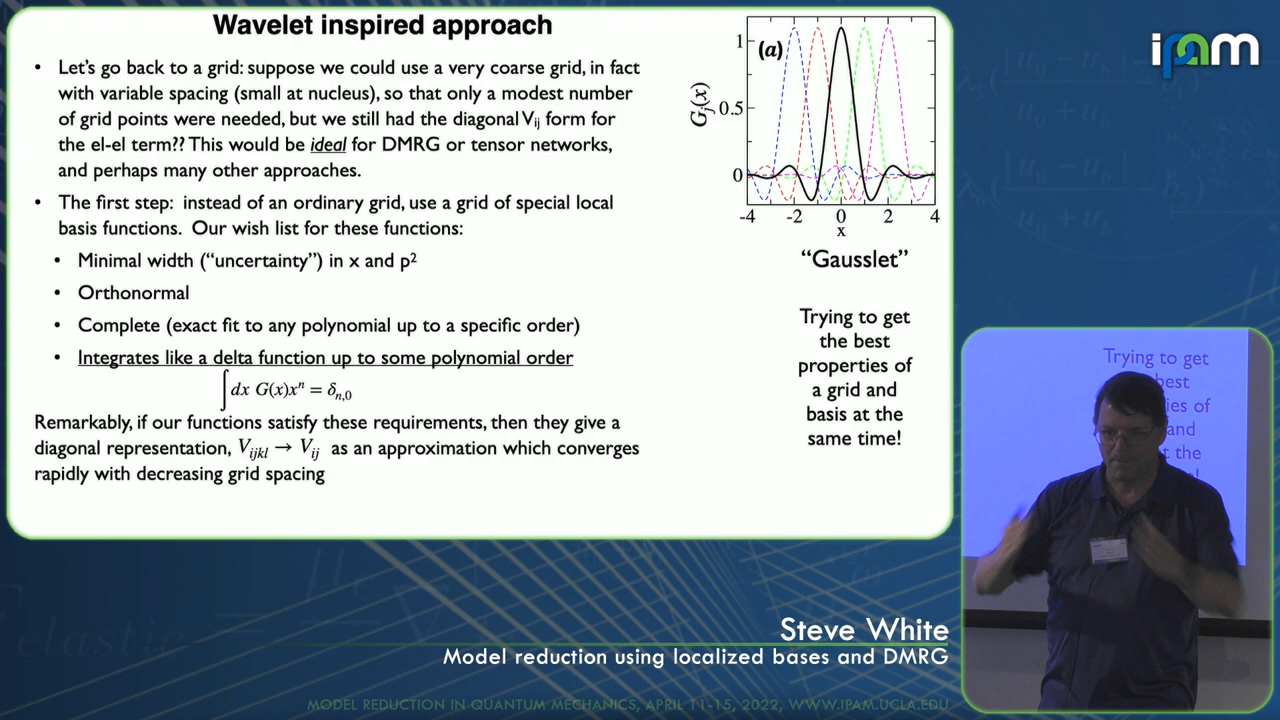 Wavelet inspired approach
• Let's go back to a grid: suppose we could use a very coarse grid, in fact
with variable spacing (small at nucleus), so that only a modest number
of grid points were needed, but we still had the diagonal Vij form for
the el-el term?? This would be ideal for DMRG or tensor networks,
and perhaps many other approaches.
• The first step: instead of an ordinary grid, use a grid of special local
basis functions. Our wish list for these functions:
• Minimal width ("uncertainty") in x and p²
• Orthonormal
• Complete (exact fit to any polynomial up to a specific order)
• Integrates like a delta function up to some polynomial order
∫dx G(x)xⁿ = δn,0
Remarkably, if our functions satisfy these requirements, then they give a
diagonal representation, Vijkl → Vij as an approximation which converges
rapidly with decreasing grid spacing
(a)
Gj(x)
1
0.5
0
-4 -2 0 2 4
x
"Gausslet"
Trying to get
the best
properties of
a grid and
basis at the
same time!
ipam
Trying to get
best
ies of
and
t the
Steve White
Model reduction using localized bases and DMRG
MODEL REDUCTION IN QUANTUM MECHANICS, APRIL 11-15, 2022, WWW.IPAM.UCLA.EDU
elastic